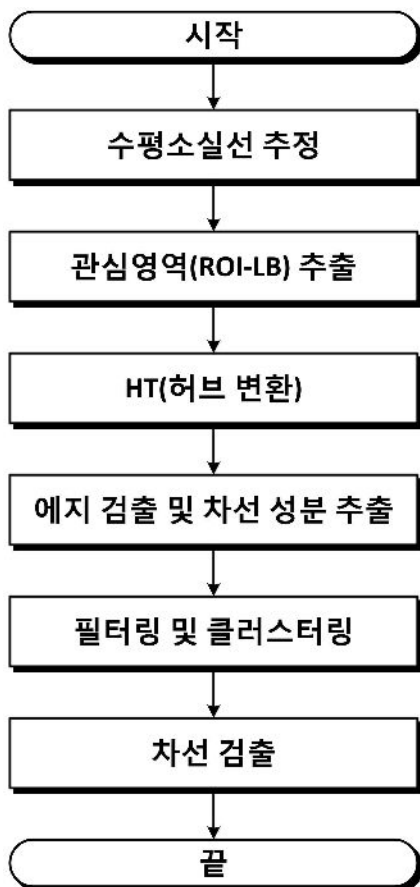 시작
수평소실선 추정
관심영역(ROI-LB) 추출
HT(허브 변환)
에지 검출 및 차선 성분 추출
필터링 및 클러스터링
차선 검출
끝